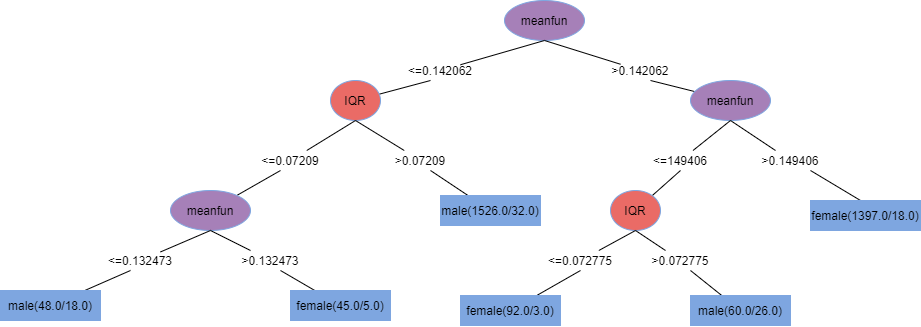 meanfun
<=0.142062
>0.142062
IQR
meanfun
<=0.07209
>0.07209
<=149406
>0.149406
meanfun
male(1526.0/32.0)
IQR
female(1397.0/18.0)
<=0.132473
>0.132473
<=0.072775
>0.072775
male(48.0/18.0)
female(45.0/5.0)
female(92.0/3.0)
male(60.0/26.0)